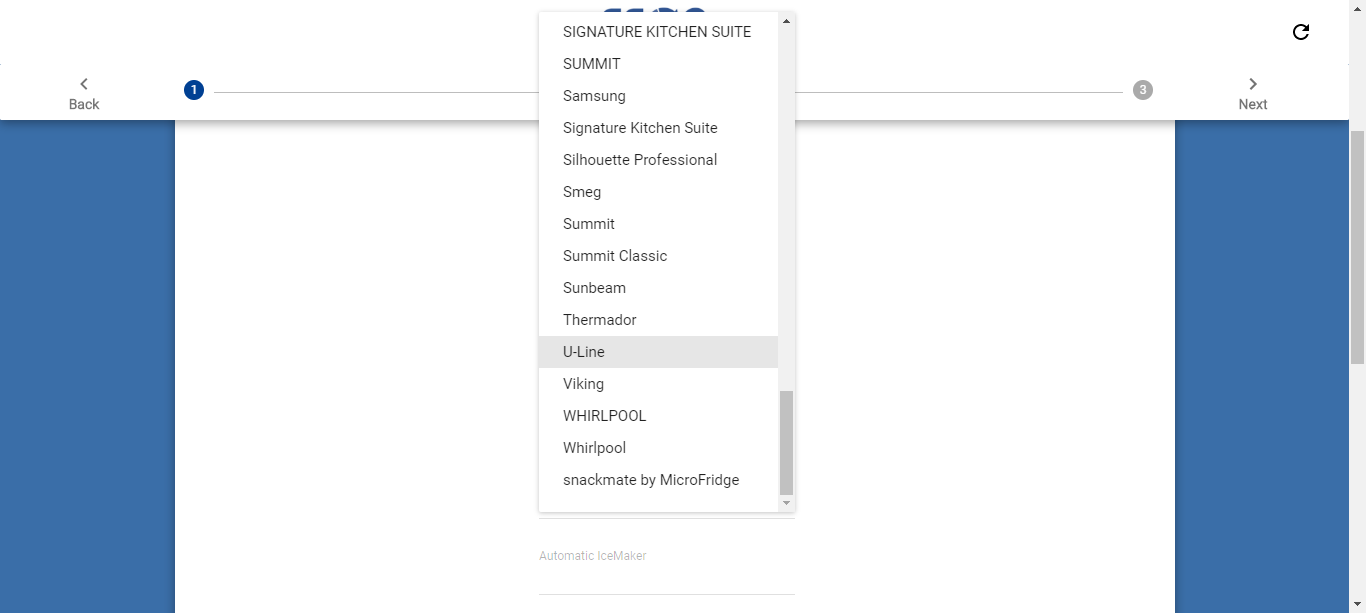 SIGNATURE KITCHEN SUITE
SUMMIT
Samsung
Signature Kitchen Suite
Silhouette Professional
Smeg
Summit
Summit Classic
Sunbeam
Thermador
U-Line
Viking
WHIRLPOOL
Whirlpool
snackmate by MicroFridge
Back
1
3
Next
Automatic IceMaker